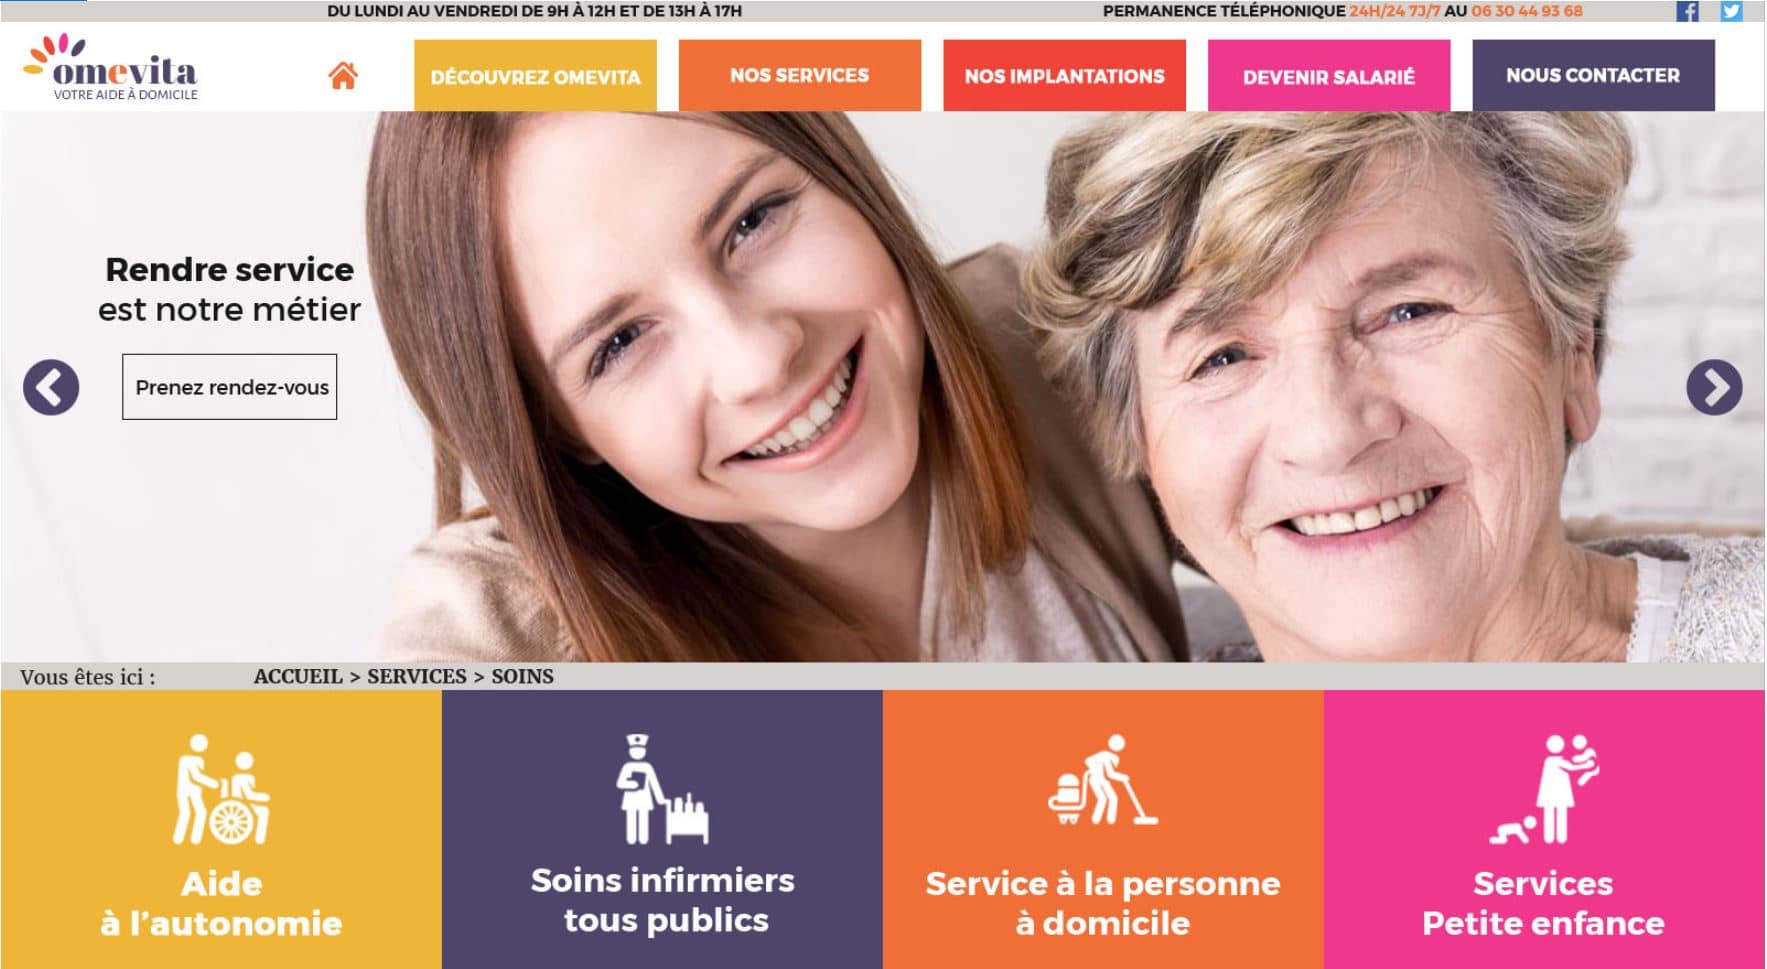 DU LUNDI AU VENDREDI DE 9H À 12H ET DE 13H À 17H
PERMANENCE TÉLÉPHONIQUE 24H/24 7J/7 AU 06 30 44 93 68
omevita
VOTRE AIDE À DOMICILE
DÉCOUVREZ OMEVITA
NOS SERVICES
NOS IMPLANTATIONS
DEVENIR SALARIÉ
NOUS CONTACTER
Rendre service
est notre métier
Prenez rendez-vous
Vous êtes ici :
ACCUEIL > SERVICES > SOINS
Aide
à l’autonomie
Soins infirmiers
tous publics
Service à la personne
à domicile
Services
Petite enfance